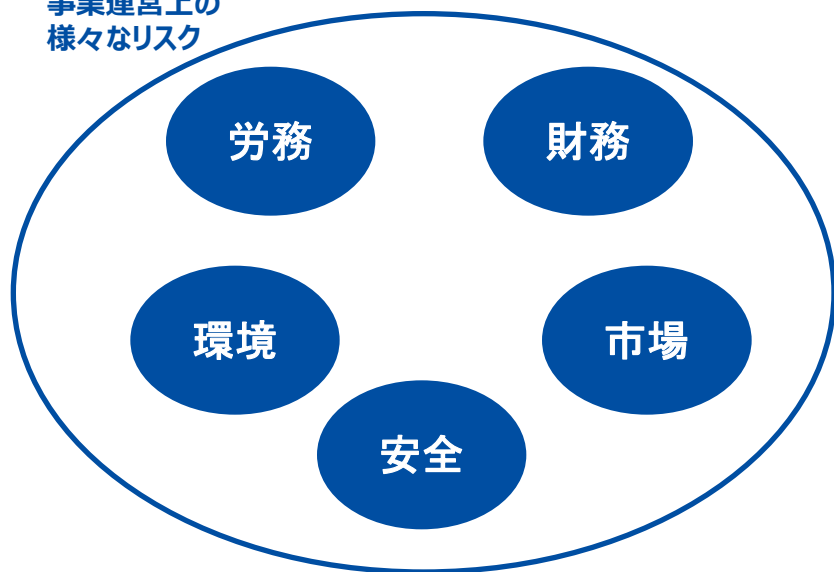 事業運営上の
様々なリスク
労務
財務
環境
市場
安全